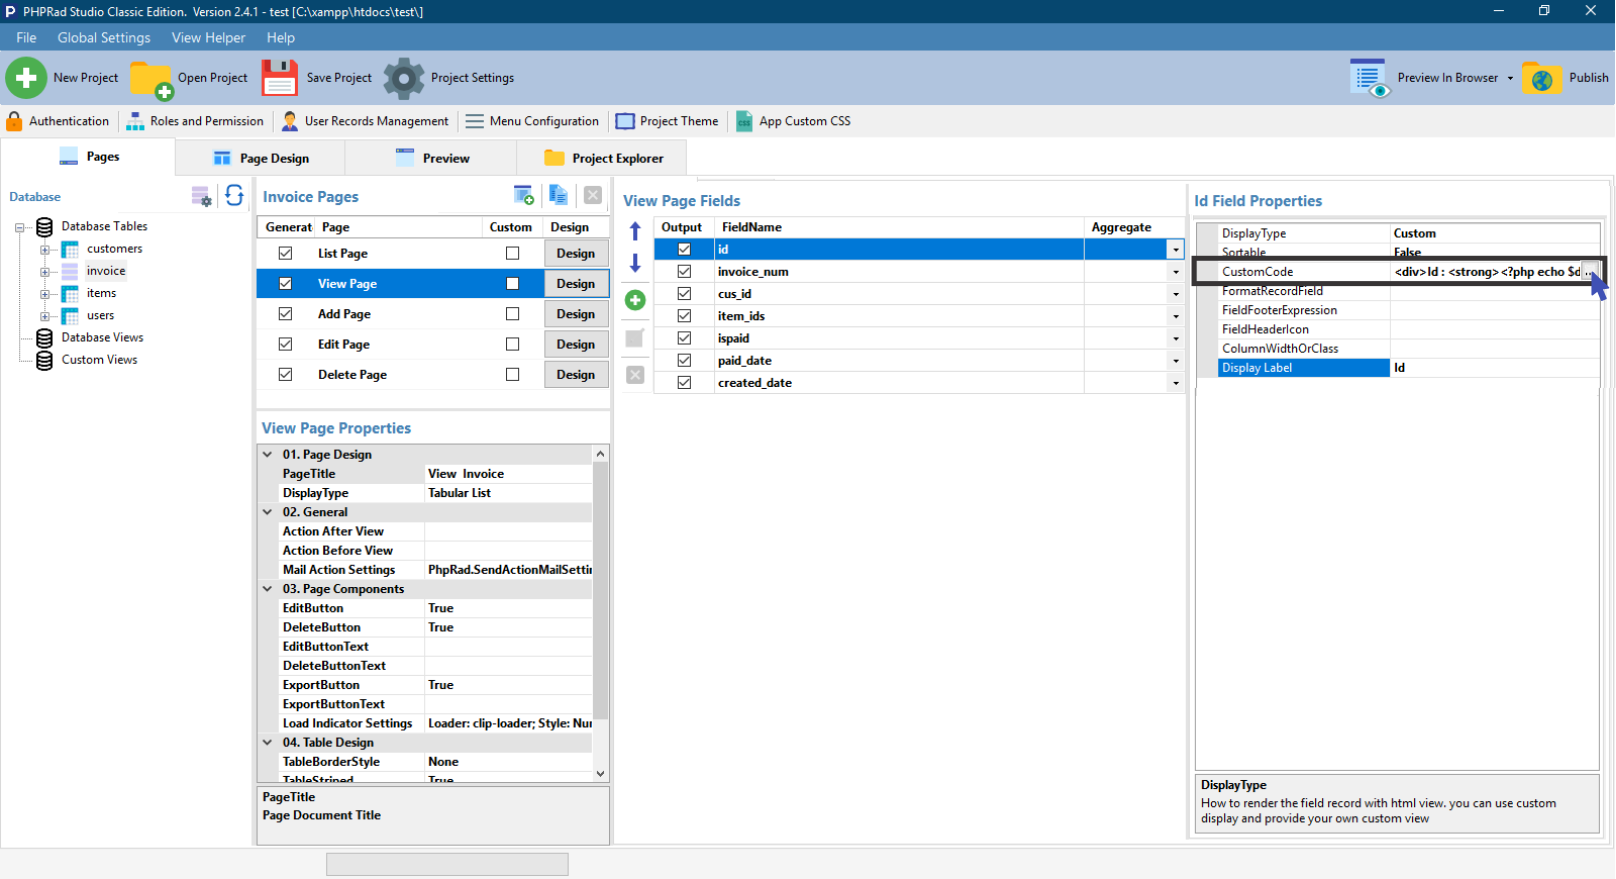 PHPRad Studio Classic Edition. Version 2.4.1 - test [C:\xampp\htdocs\test\]
File Global Settings View Helper Help
New Project Open Project Save Project Project Settings Preview In Browser Publish
Authentication Roles and Permission User Records Management Menu Configuration Project Theme App Custom CSS
Pages Page Design Preview Project Explorer
Database
Database Tables
customers
invoice
items
users
Database Views
Custom Views
Invoice Pages
Generat Page Custom Design
List Page Design
View Page Design
Add Page Design
Edit Page Design
Delete Page Design
View Page Properties
01. Page Design
PageTitle View Invoice
DisplayType Tabular List
02. General
Action After View
Action Before View
Mail Action Settings PhpRad.SendActionMailSettin
03. Page Components
EditButton True
DeleteButton True
EditButtonText
DeleteButtonText
ExportButton True
ExportButtonText
Load Indicator Settings Loader: clip-loader; Style: Nun
04. Table Design
TableBorderStyle None
TableStriped True
PageTitle
Page Document Title
View Page Fields
Output FieldName Aggregate
id
invoice_num
cus_id
item_ids
ispaid
paid_date
created_date
Id Field Properties
DisplayType Custom
Sortable False
CustomCode <div>Id : <strong><?php echo $d ...
FormatRecordField
FieldFooterExpression
FieldHeaderIcon
ColumnWidthOrClass
Display Label Id
DisplayType
How to render the field record with html view. you can use custom
display and provide your own custom view